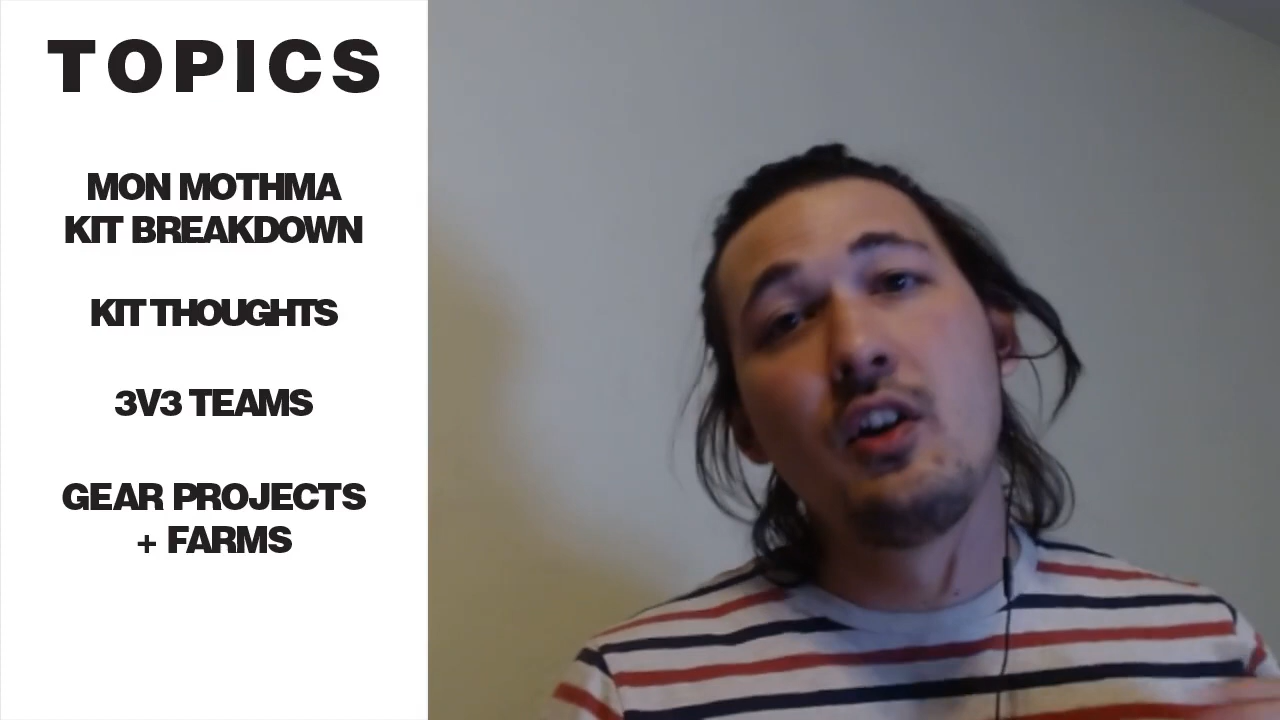 TOPICS
MON MOTHMA
KIT BREAKDOWN
KIT THOUGHTS
3V3 TEAMS
GEAR PROJECTS
+ FARMS